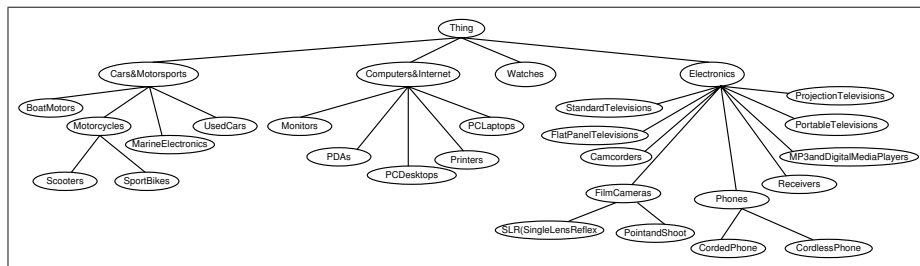 Thing
Cars&Motorsports
Computers&Internet
Watches
Electronics
BoatMotors
Motorcycles
MarineElectronics
UsedCars
Scooters
SportBikes
Monitors
PDAs
PCDesktops
Printers
PCLaptops
StandardTelevisions
FlatPanelTelevisions
Camcorders
FilmCameras
SLR(SingleLensReflex
PointandShoot
Phones
CordedPhone
CordlessPhone
Receivers
MP3andDigitalMediaPlayers
PortableTelevisions
ProjectionTelevisions